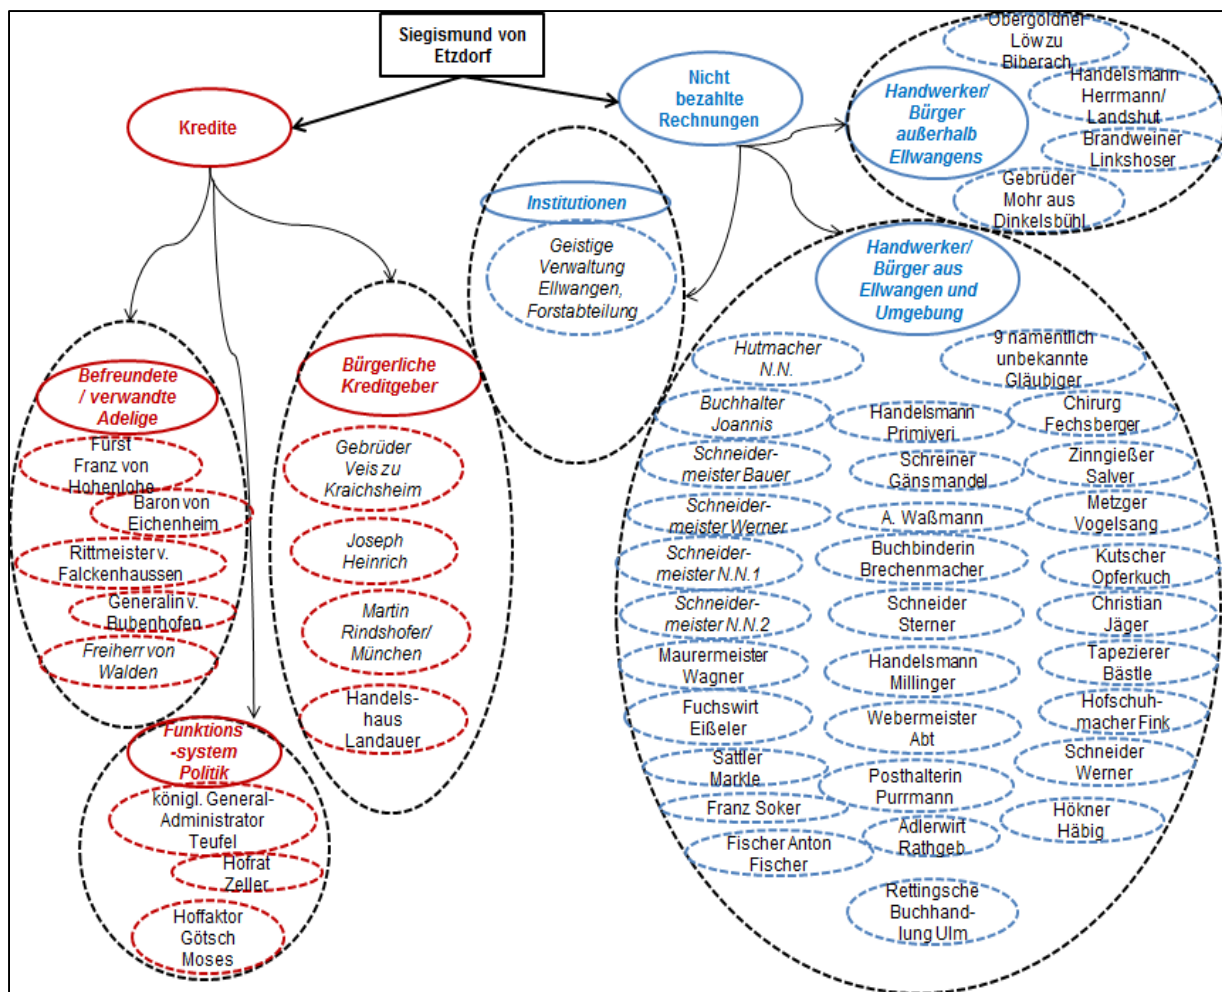 Siegismund von
Etzdorf
Kredite
Nicht
bezahlte
Rechnungen
Handwerker/
Bürger
außerhalb
Ellwangens
Obergoldner
Löw zu
Biberach
Handelsmann
Herrmann/
Landshut
Brandweiner
Linkshoser
Gebrüder
Mohr aus
Dinkelsbühl
Institutionen
Geistige
Verwaltung
Ellwangen,
Forstabteilung
Befreundete
/ verwandte
Adelige
Fürst
Franz von
Hohenlohe
Baron von
Eichenheim
Rittmeister v.
Falckenhaussen
Generalin v.
Bubenhofen
Freiherr von
Walden
Funktions
-system
Politik
königl. General-
Administrator
Teufel
Hofrat
Zeller
Hoffaktor
Götsch
Moses
Bürgerliche
Kreditgeber
Gebrüder
Veis zu
Kraichsheim
Joseph
Heinrich
Martin
Rindshofer/
München
Handels-
haus
Landauer
Handwerker/
Bürger aus
Ellwangen und
Umgebung
Hutmacher
N.N.
Buchhalter
Joannis
Schneider-
meister Bauer
Schneider-
meister Werner
Schneider-
meister N.N.1
Schneider-
meister N.N.2
Maurermeister
Wagner
Fuchswirt
Eißeler
Sattler
Markle
Franz Soker
Fischer Anton
Fischer
Handelsmann
Primiveri
Schreiner
Gänsmandel
A. Waßmann
Buchbinderin
Brechenmacher
Schneider
Sterner
Handelsmann
Millinger
Webermeister
Abt
Posthalterin
Purrmann
Adlerwirt
Rathgeb
Rettingsche
Buchhand-
lung Ulm
9 namentlich
unbekannte
Gläubiger
Chirurg
Fechsberger
Zinngießer
Salver
Metzger
Vogelsang
Kutscher
Opferkuch
Christian
Jäger
Tapezierer
Bästle
Hofschuh-
macher Fink
Schneider
Werner
Hökner
Häbig